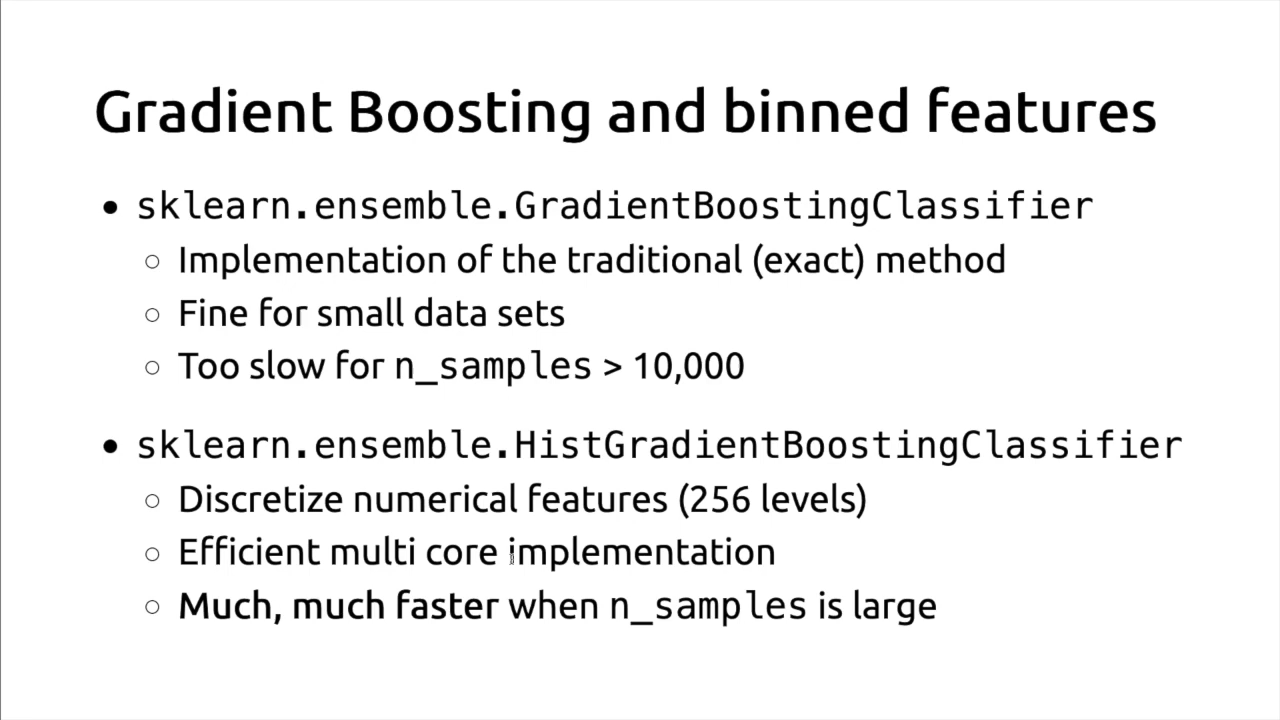 Gradient Boosting and binned features
• sklearn.ensemble.GradientBoostingClassifier
○ Implementation of the traditional (exact) method
○ Fine for small data sets
○ Too slow for n_samples > 10,000
• sklearn.ensemble.HistGradientBoostingClassifier
○ Discretize numerical features (256 levels)
○ Efficient multi core implementation
○ Much, much faster when n_samples is large